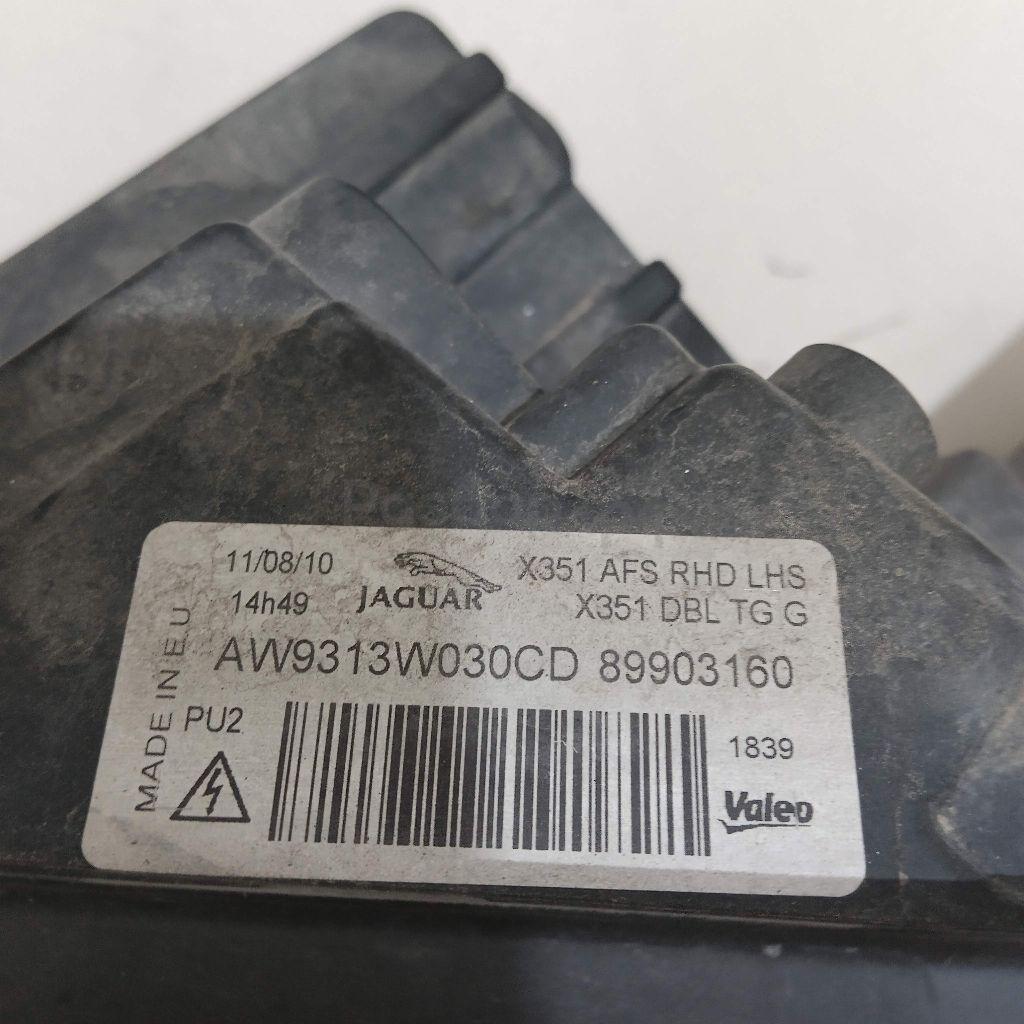 11/08/10
14h49
JAGUAR
X351 AFS RHD LHS
X351 DBL TG G
AW9313W030CD 89903160
MADE IN E.U
PU2
1839
Valeo